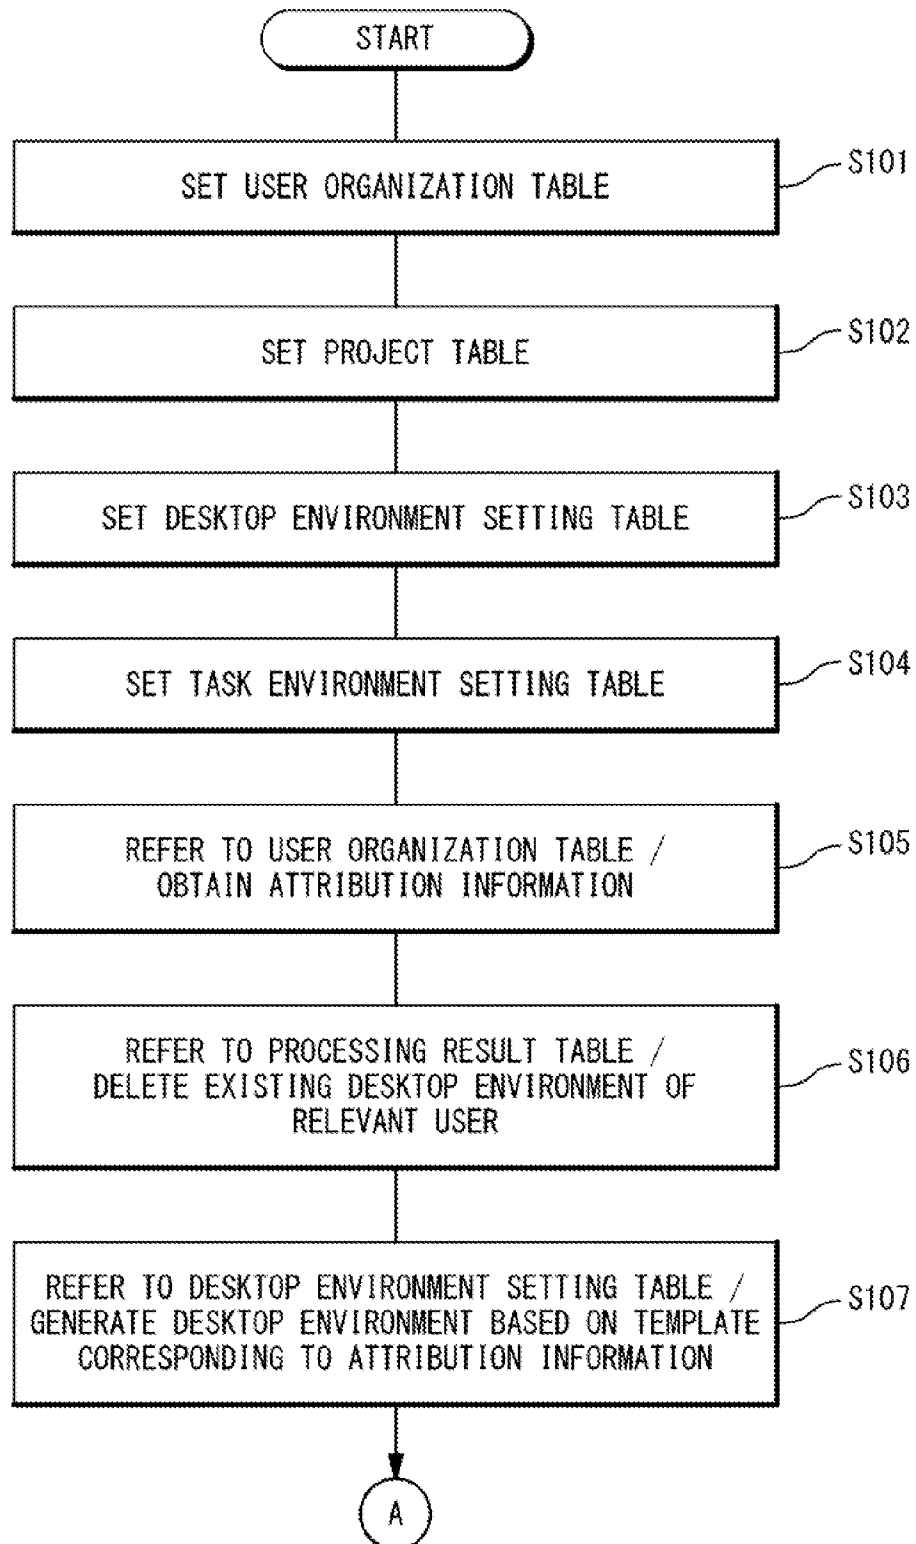 START
SET USER ORGANIZATION TABLE
S101
SET PROJECT TABLE
S102
SET DESKTOP ENVIRONMENT SETTING TABLE
S103
SET TASK ENVIRONMENT SETTING TABLE
S104
REFER TO USER ORGANIZATION TABLE /
OBTAIN ATTRIBUTION INFORMATION
S105
REFER TO PROCESSING RESULT TABLE /
DELETE EXISTING DESKTOP ENVIRONMENT OF
RELEVANT USER
S106
REFER TO DESKTOP ENVIRONMENT SETTING TABLE /
GENERATE DESKTOP ENVIRONMENT BASED ON TEMPLATE
CORRESPONDING TO ATTRIBUTION INFORMATION
S107
A